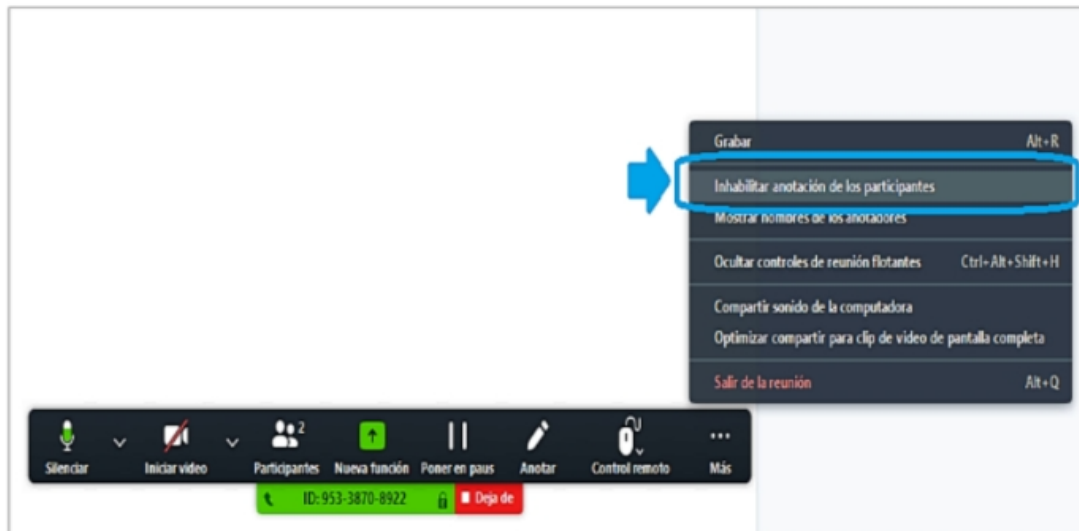 Grabar Alt+R
Inhabilitar anotación de los participantes
Mostrar nombres de los anotadores
Ocultar controles de reunión flotantes Ctrl+Alt+Shift+H
Compartir sonido de la computadora
Optimizar compartir para clip de video de pantalla completa
Salir de la reunión Alt+Q
2
Silenciar Iniciar video Participantes Nueva función Poner en paus Anotar Control remoto Más
ID: 953-3870-8922 Deja de